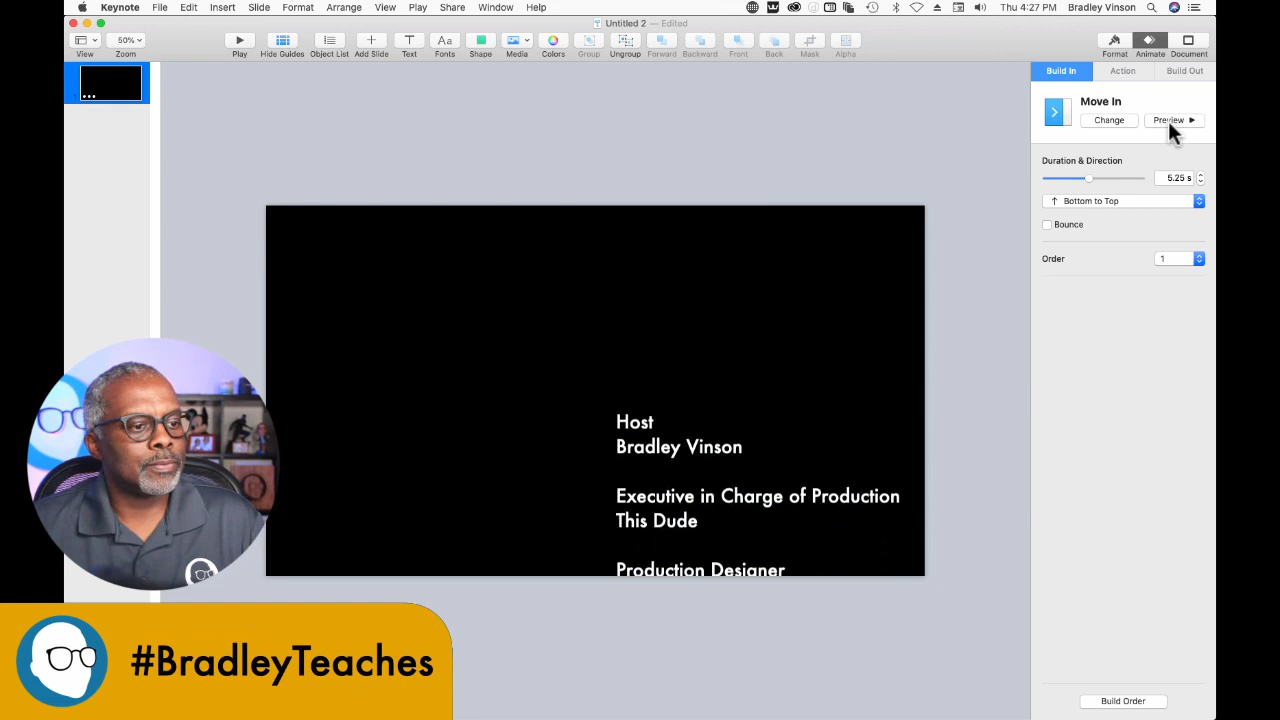 Keynote File Edit Insert Slide Format Arrange View Play Share Window Help Thu 4:27 PM Bradley Vinson
Untitled 2 — Edited
50%
View Zoom Play Hide Guides Object List Add Slide Text Fonts Shape Media Colors Group Ungroup Forward Backward Front Back Mask Alpha Format Animate Document
Build In Action Build Out
Move In
Change Preview
Duration & Direction
5.25 s
Bottom to Top
Bounce
Order 1
Host
Bradley Vinson
Executive in Charge of Production
This Dude
Production Designer
#BradleyTeaches
Build Order